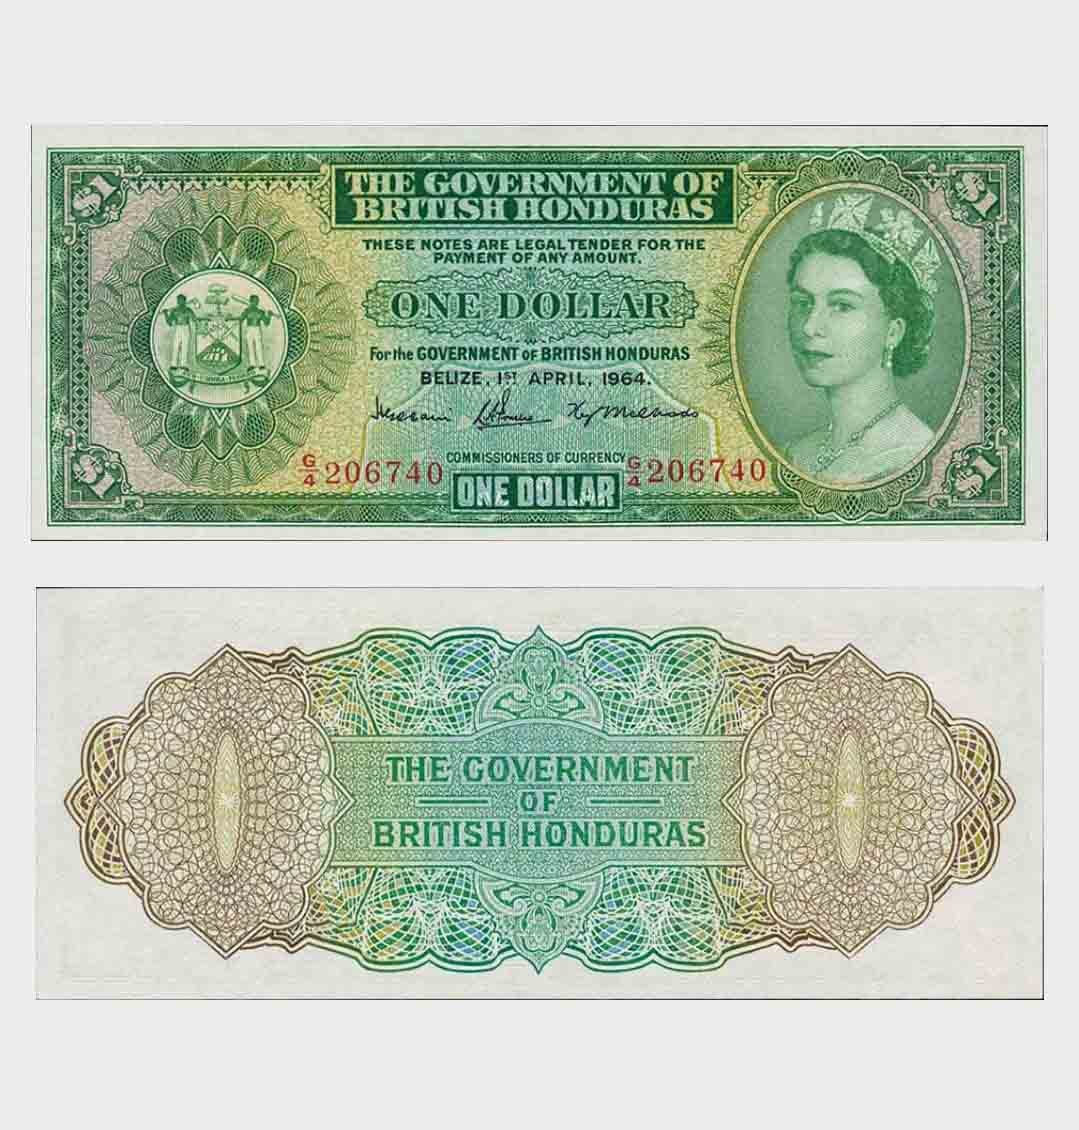 $1
$1
THE GOVERNMENT OF
BRITISH HONDURAS
THESE NOTES ARE LEGAL TENDER FOR THE
PAYMENT OF ANY AMOUNT.
ONE DOLLAR
For the GOVERNMENT of BRITISH HONDURAS
BELIZE, 1ST APRIL, 1964.
COMMISSIONERS OF CURRENCY
G/4 206740
G/4 206740
$1
ONE DOLLAR
$1
THE GOVERNMENT
OF
BRITISH HONDURAS